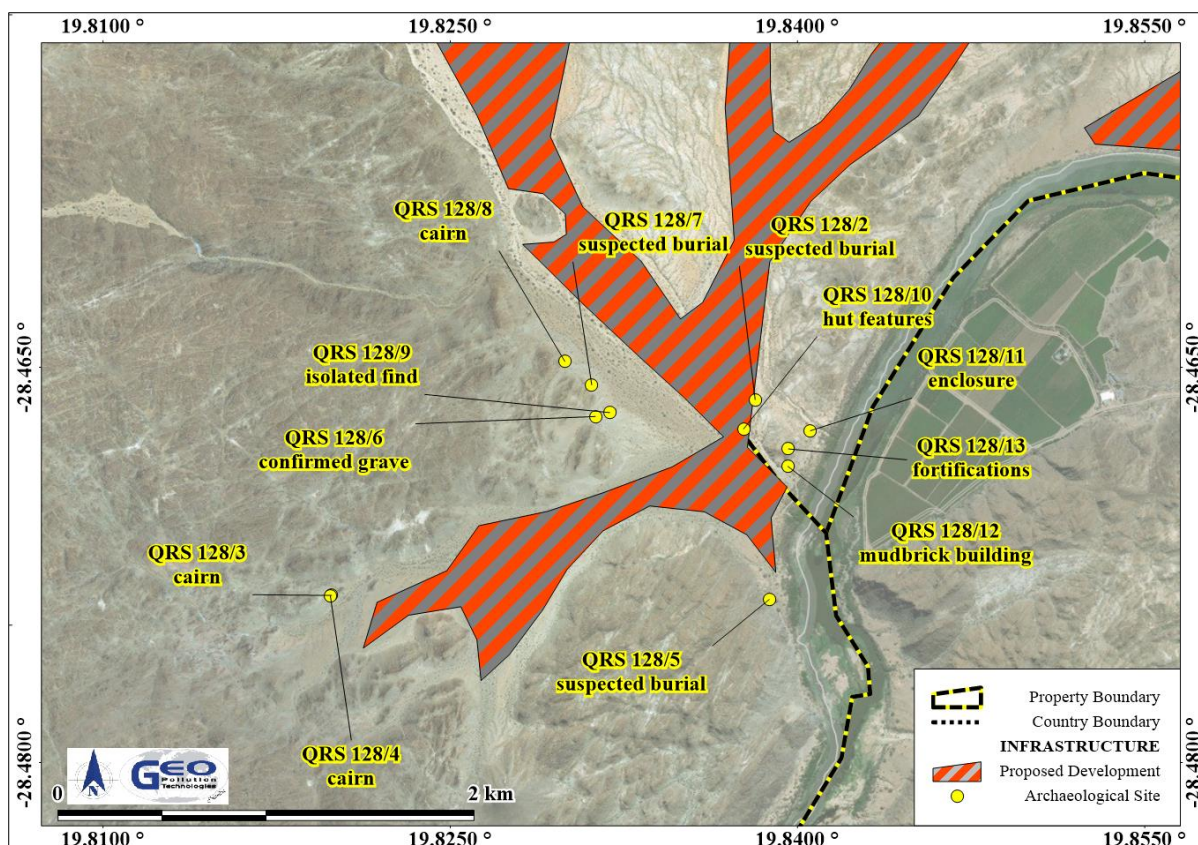 19.8100 °
19.8250 °
19.8400 °
19.8550 °
QRS 128/8
cairn
QRS 128/7
suspected burial
QRS 128/2
suspected burial
QRS 128/10
hut features
-28.4650 °
-28.4650 °
QRS 128/9
isolated find
QRS 128/11
enclosure
QRS 128/6
confirmed grave
QRS 128/13
fortifications
QRS 128/12
mudbrick building
QRS 128/3
cairn
QRS 128/5
suspected burial
QRS 128/4
cairn
Property Boundary
Country Boundary
INFRASTRUCTURE
Proposed Development
Archaeological Site
-28.4800 °
-28.4800 °
N
GEO
Pollution
Technologies
0
2 km
19.8100 °
19.8250 °
19.8400 °
19.8550 °